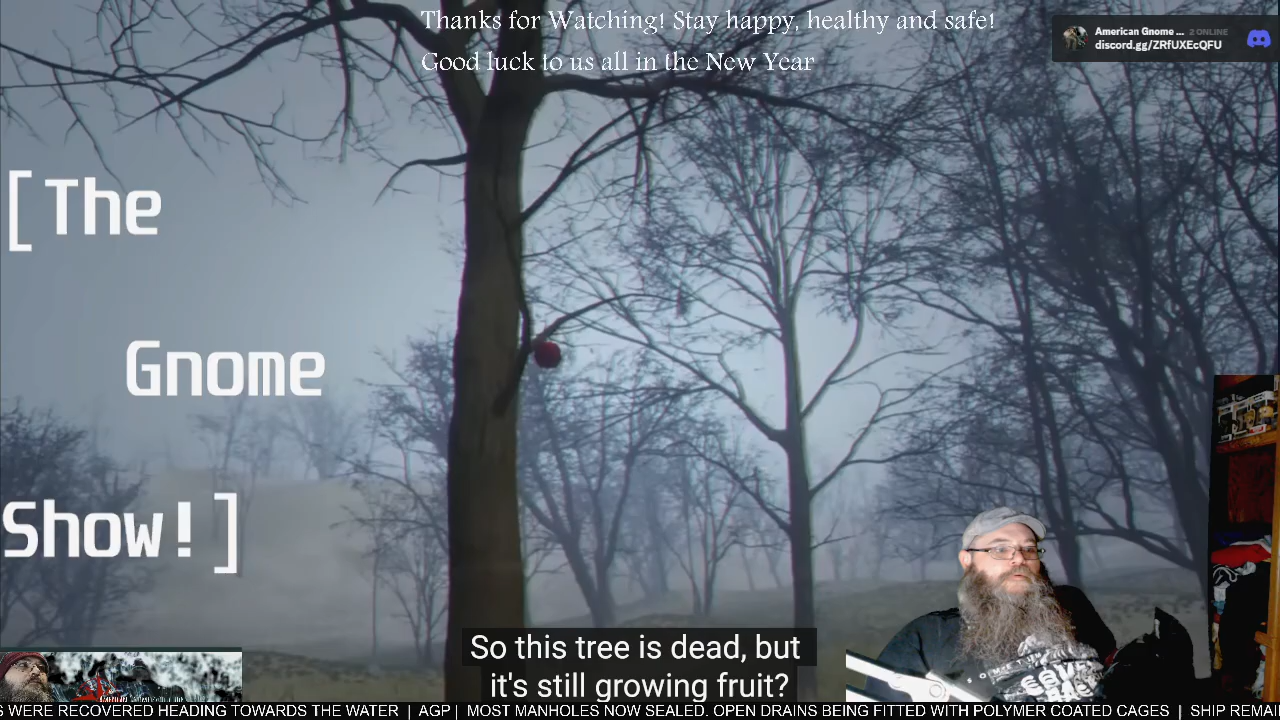 Thanks for Watching! Stay happy, healthy and safe!
Good luck to us all in the New Year
American Gnome ... 2 ONLINE
discord.gg/ZRfUXEcQFU
[ The
Gnome
Show! ]
So this tree is dead, but
it's still growing fruit?
S WERE RECOVERED HEADING TOWARDS THE WATER | AGP | MOST MANHOLES NOW SEALED. OPEN DRAINS BEING FITTED WITH POLYMER COATED CAGES | SHIP REMAI